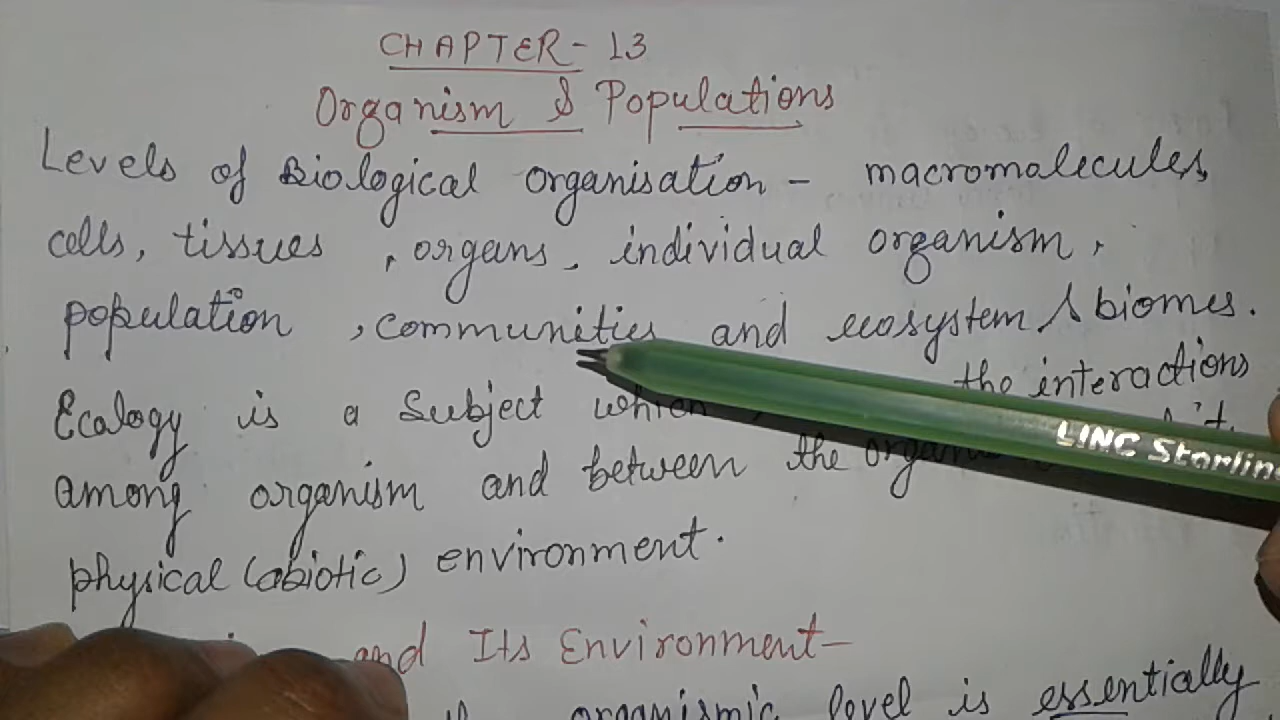 CHAPTER - 13
Organism & Populations
Levels of Biological organisation - macromalecules,
cells, tissues, organs, individual organism,
population, communities and ecosystem & biomes.
Ecology is a Subject which the interactions
among organism and between the
physical (abiotic) environment.
and Its Environment-
organismic level is essentially
LINC Starline